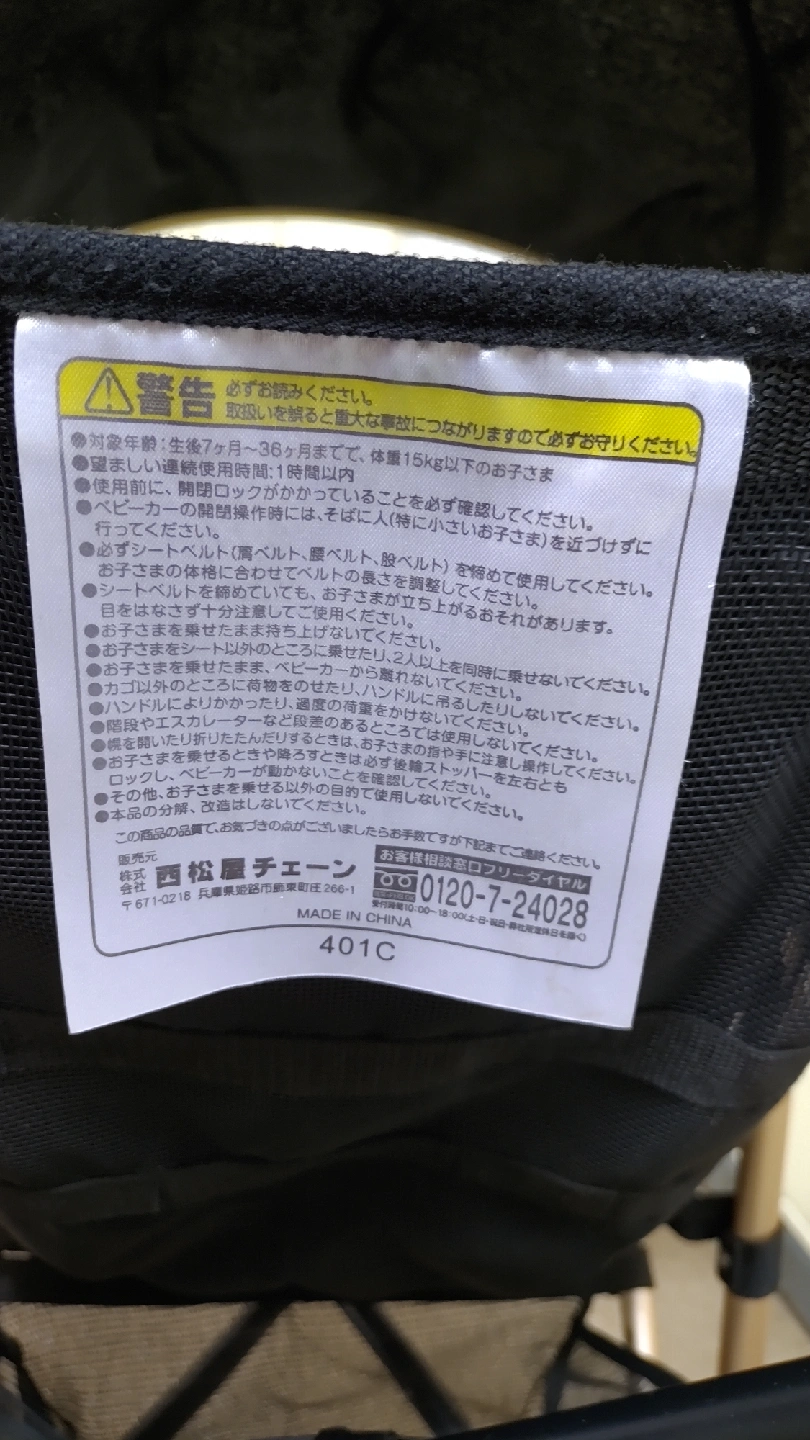 警告 必ずお読みください。
取扱いを誤ると重大な事故につながりますので必ずお守りください。
●対象年齢:生後7ヶ月~36ヶ月までで、体重15kg以下のお子さま
●望ましい連続使用時間:1時間以内
●使用前に、開閉ロックがかかっていることを必ず確認してください。
●ベビーカーの開閉操作時には、そばに人(特に小さいお子さま)を近づけずに
行ってください。
●必ずシートベルト(肩ベルト、腰ベルト、股ベルト)を締めて使用してください。
お子さまの体格に合わせてベルトの長さを調整してください。
●シートベルトを締めていても、お子さまが立ち上がるおそれがあります。
目をはなさず十分注意してご使用ください。
●お子さまを乗せたまま持ち上げないでください。
●お子さまをシート以外のところに乗せたり、2人以上を同時に乗せないでください。
●お子さまを乗せたまま、ベビーカーから離れないでください。
●カゴ以外のところに荷物をのせたり、ハンドルに吊るしたりしないでください。
●ハンドルによりかかったり、過度の荷重をかけないでください。
●階段やエスカレーターなど段差のあるところでは使用しないでください。
●幌を開いたり折りたたんだりするときは、お子さまの指や手に注意し操作してください。
●お子さまを乗せるときや降ろすときは必ず後輪ストッパーを左右とも
ロックし、ベビーカーが動かないことを確認してください。
●その他、お子さまを乗せる以外の目的で使用しないでください。
●本品の分解、改造はしないでください。
この商品の品質で、お気づきの点がございましたらお手数ですが下記までご連絡ください。
販売元
株式会社 西松屋チェーン
〒671-0218 兵庫県姫路市飾東町庄266-1
お客様相談窓口フリーダイヤル
0120-7-24028
受付時間10:00~18:00(土・日・祝日・弊社所定休日を除く)
MADE IN CHINA
401C